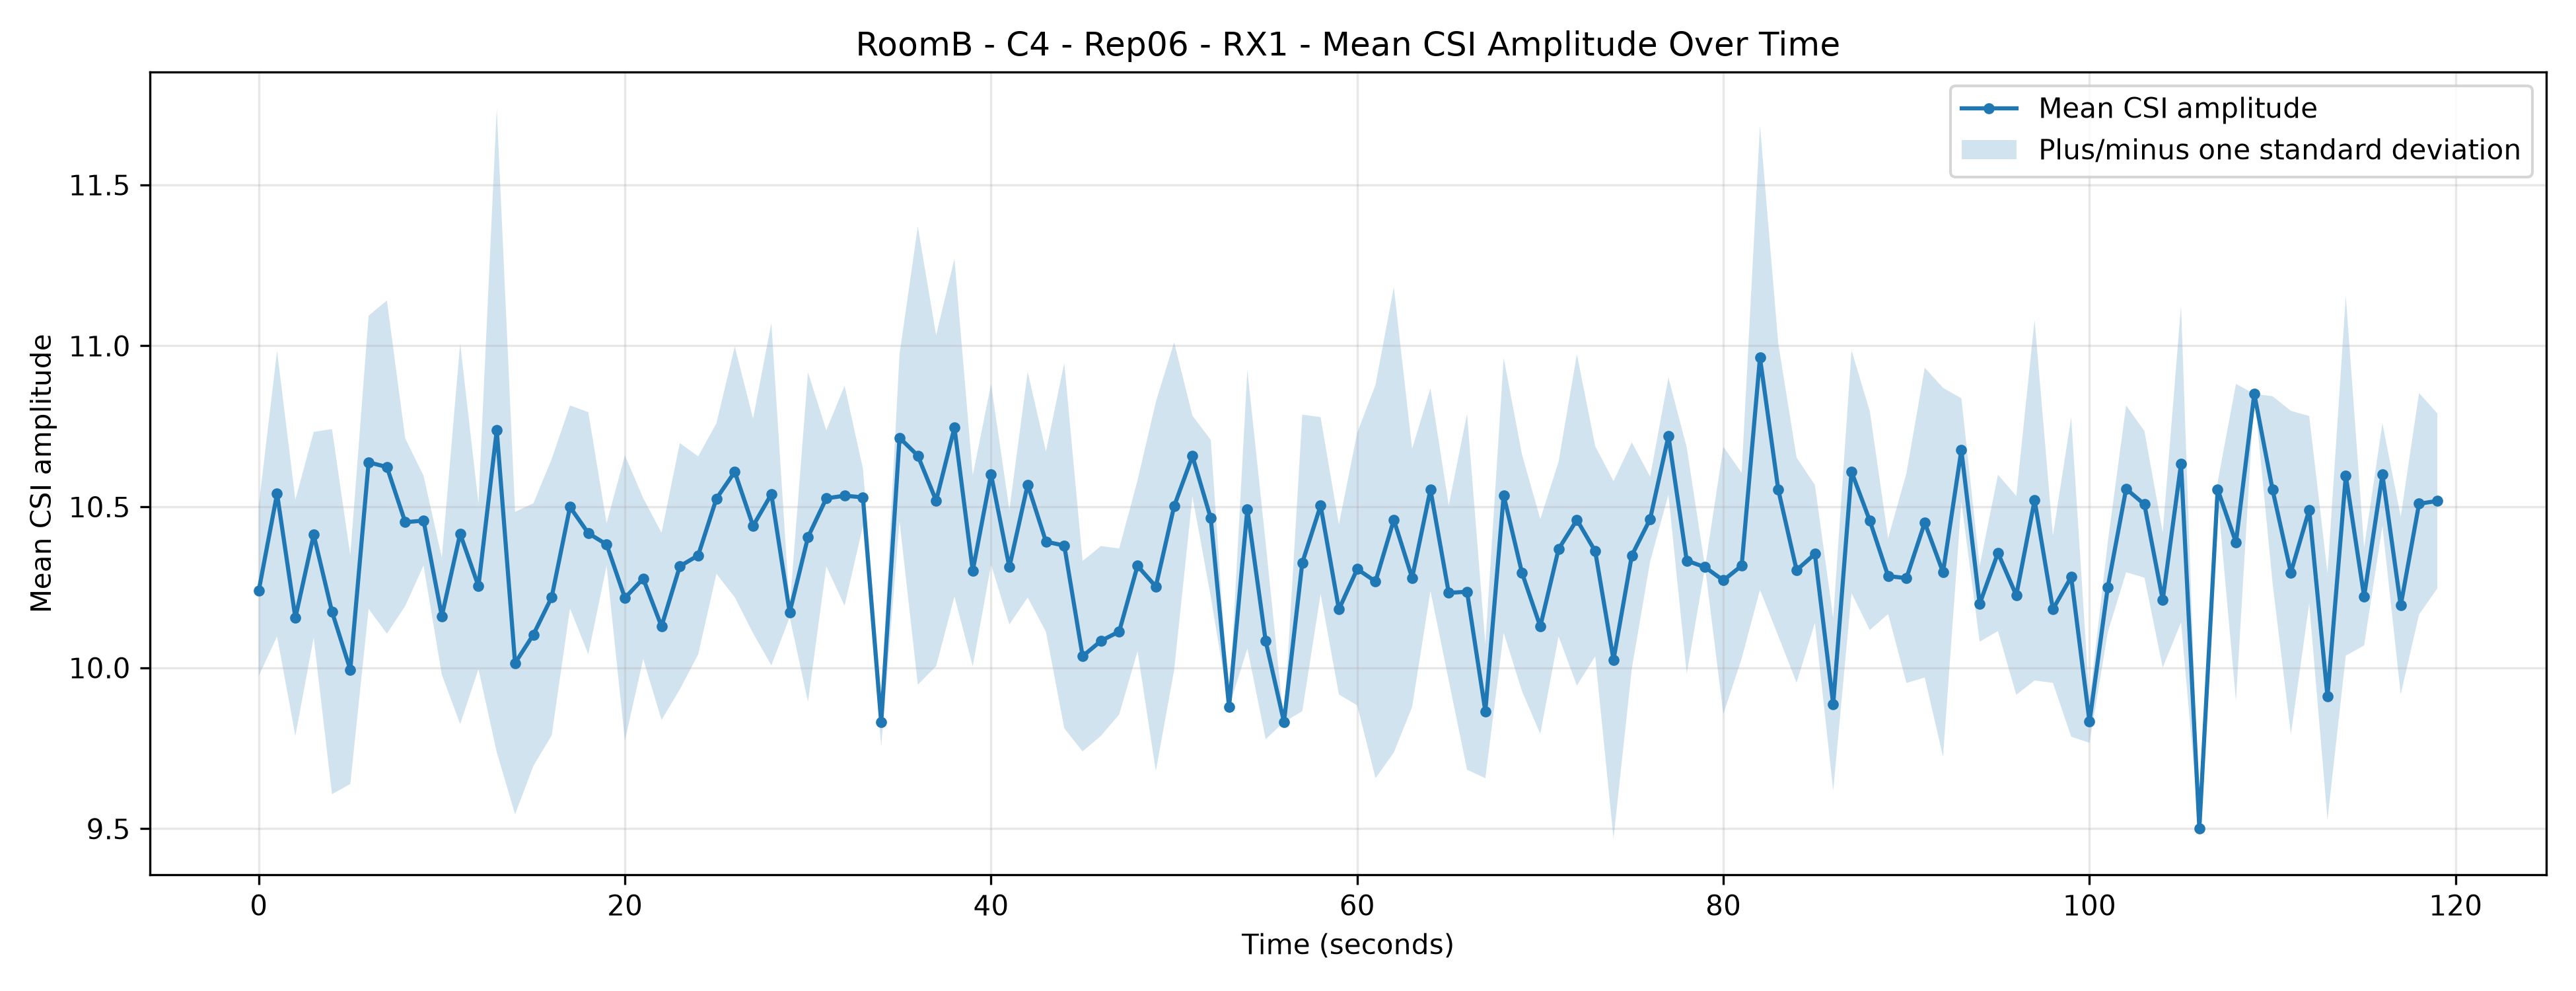 RoomB - C4 - Rep06 - RX1 - Mean CSI Amplitude Over Time
Mean CSI amplitude
Plus/minus one standard deviation
Mean CSI amplitude
11.5
11.0
10.5
10.0
9.5
0 20 40 60 80 100 120
Time (seconds)